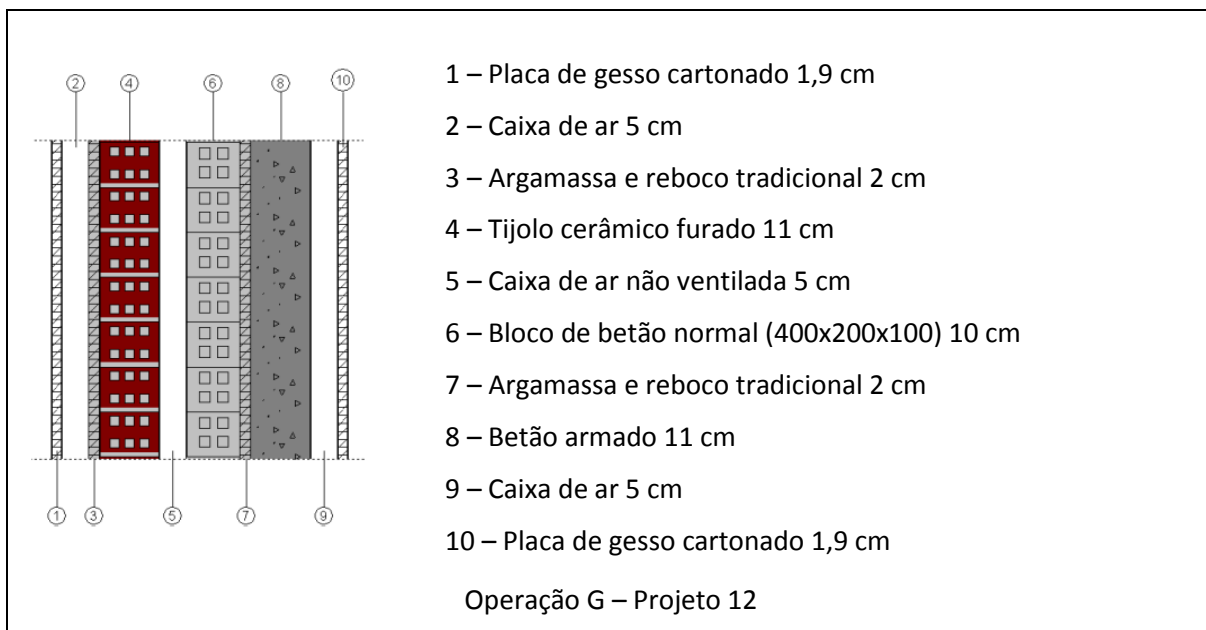 2 4 6 8 10
1 – Placa de gesso cartonado 1,9 cm
2 – Caixa de ar 5 cm
3 – Argamassa e reboco tradicional 2 cm
4 – Tijolo cerâmico furado 11 cm
5 – Caixa de ar não ventilada 5 cm
6 – Bloco de betão normal (400x200x100) 10 cm
7 – Argamassa e reboco tradicional 2 cm
8 – Betão armado 11 cm
9 – Caixa de ar 5 cm
10 – Placa de gesso cartonado 1,9 cm
1 3 5 7 9
Operação G – Projeto 12